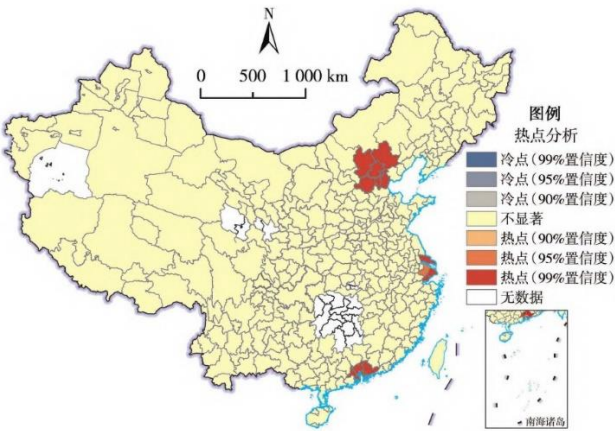 N
0 500 1 000 km
图例
热点分析
冷点(99%置信度)
冷点(95%置信度)
冷点(90%置信度)
不显著
热点(90%置信度)
热点(95%置信度)
热点(99%置信度)
无数据
南海诸岛